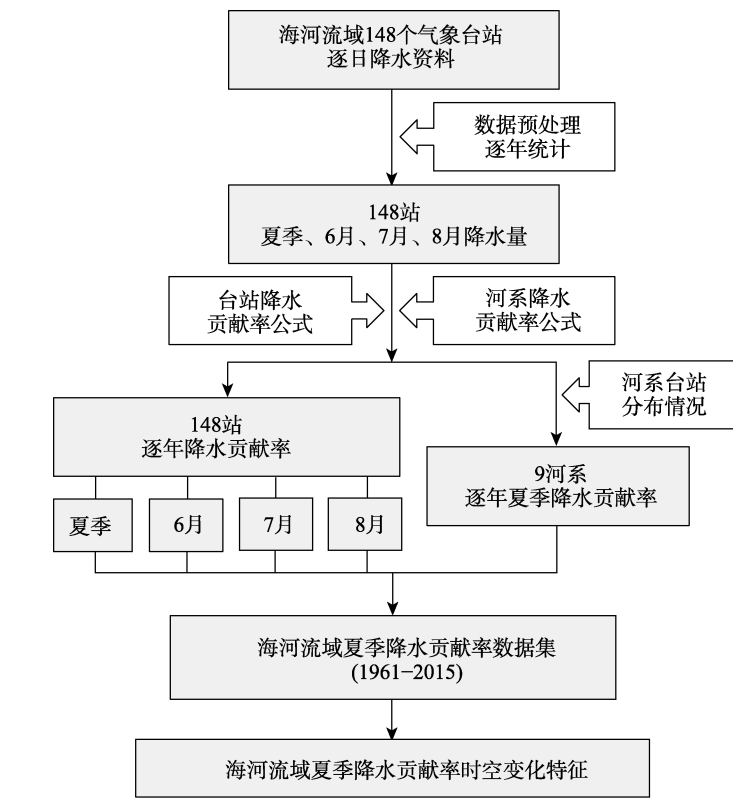 海河流域148个气象台站
逐日降水资料
数据预处理
逐年统计
148站
夏季、6月、7月、8月降水量
台站降水
贡献率公式
河系降水
贡献率公式
河系台站
分布情况
148站
逐年降水贡献率
9河系
逐年夏季降水贡献率
夏季
6月
7月
8月
海河流域夏季降水贡献率数据集
(1961−2015)
海河流域夏季降水贡献率时空变化特征